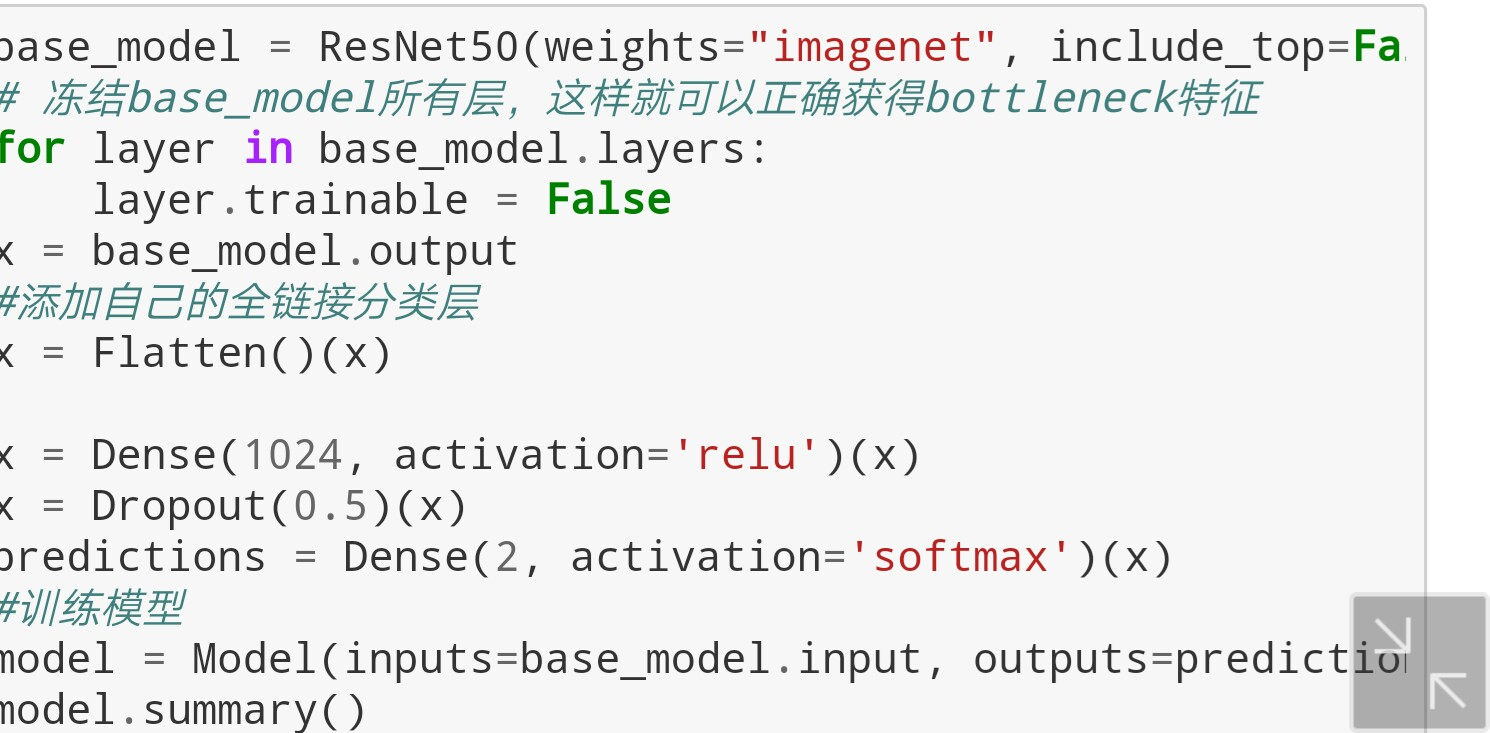 base_model = ResNet50(weights="imagenet", include_top=Fa
# 冻结base_model所有层，这样就可以正确获得bottleneck特征
for layer in base_model.layers:
    layer.trainable = False
x = base_model.output
#添加自己的全链接分类层
x = Flatten()(x)
x = Dense(1024, activation='relu')(x)
x = Dropout(0.5)(x)
predictions = Dense(2, activation='softmax')(x)
#训练模型
model = Model(inputs=base_model.input, outputs=predictio
model.summary()